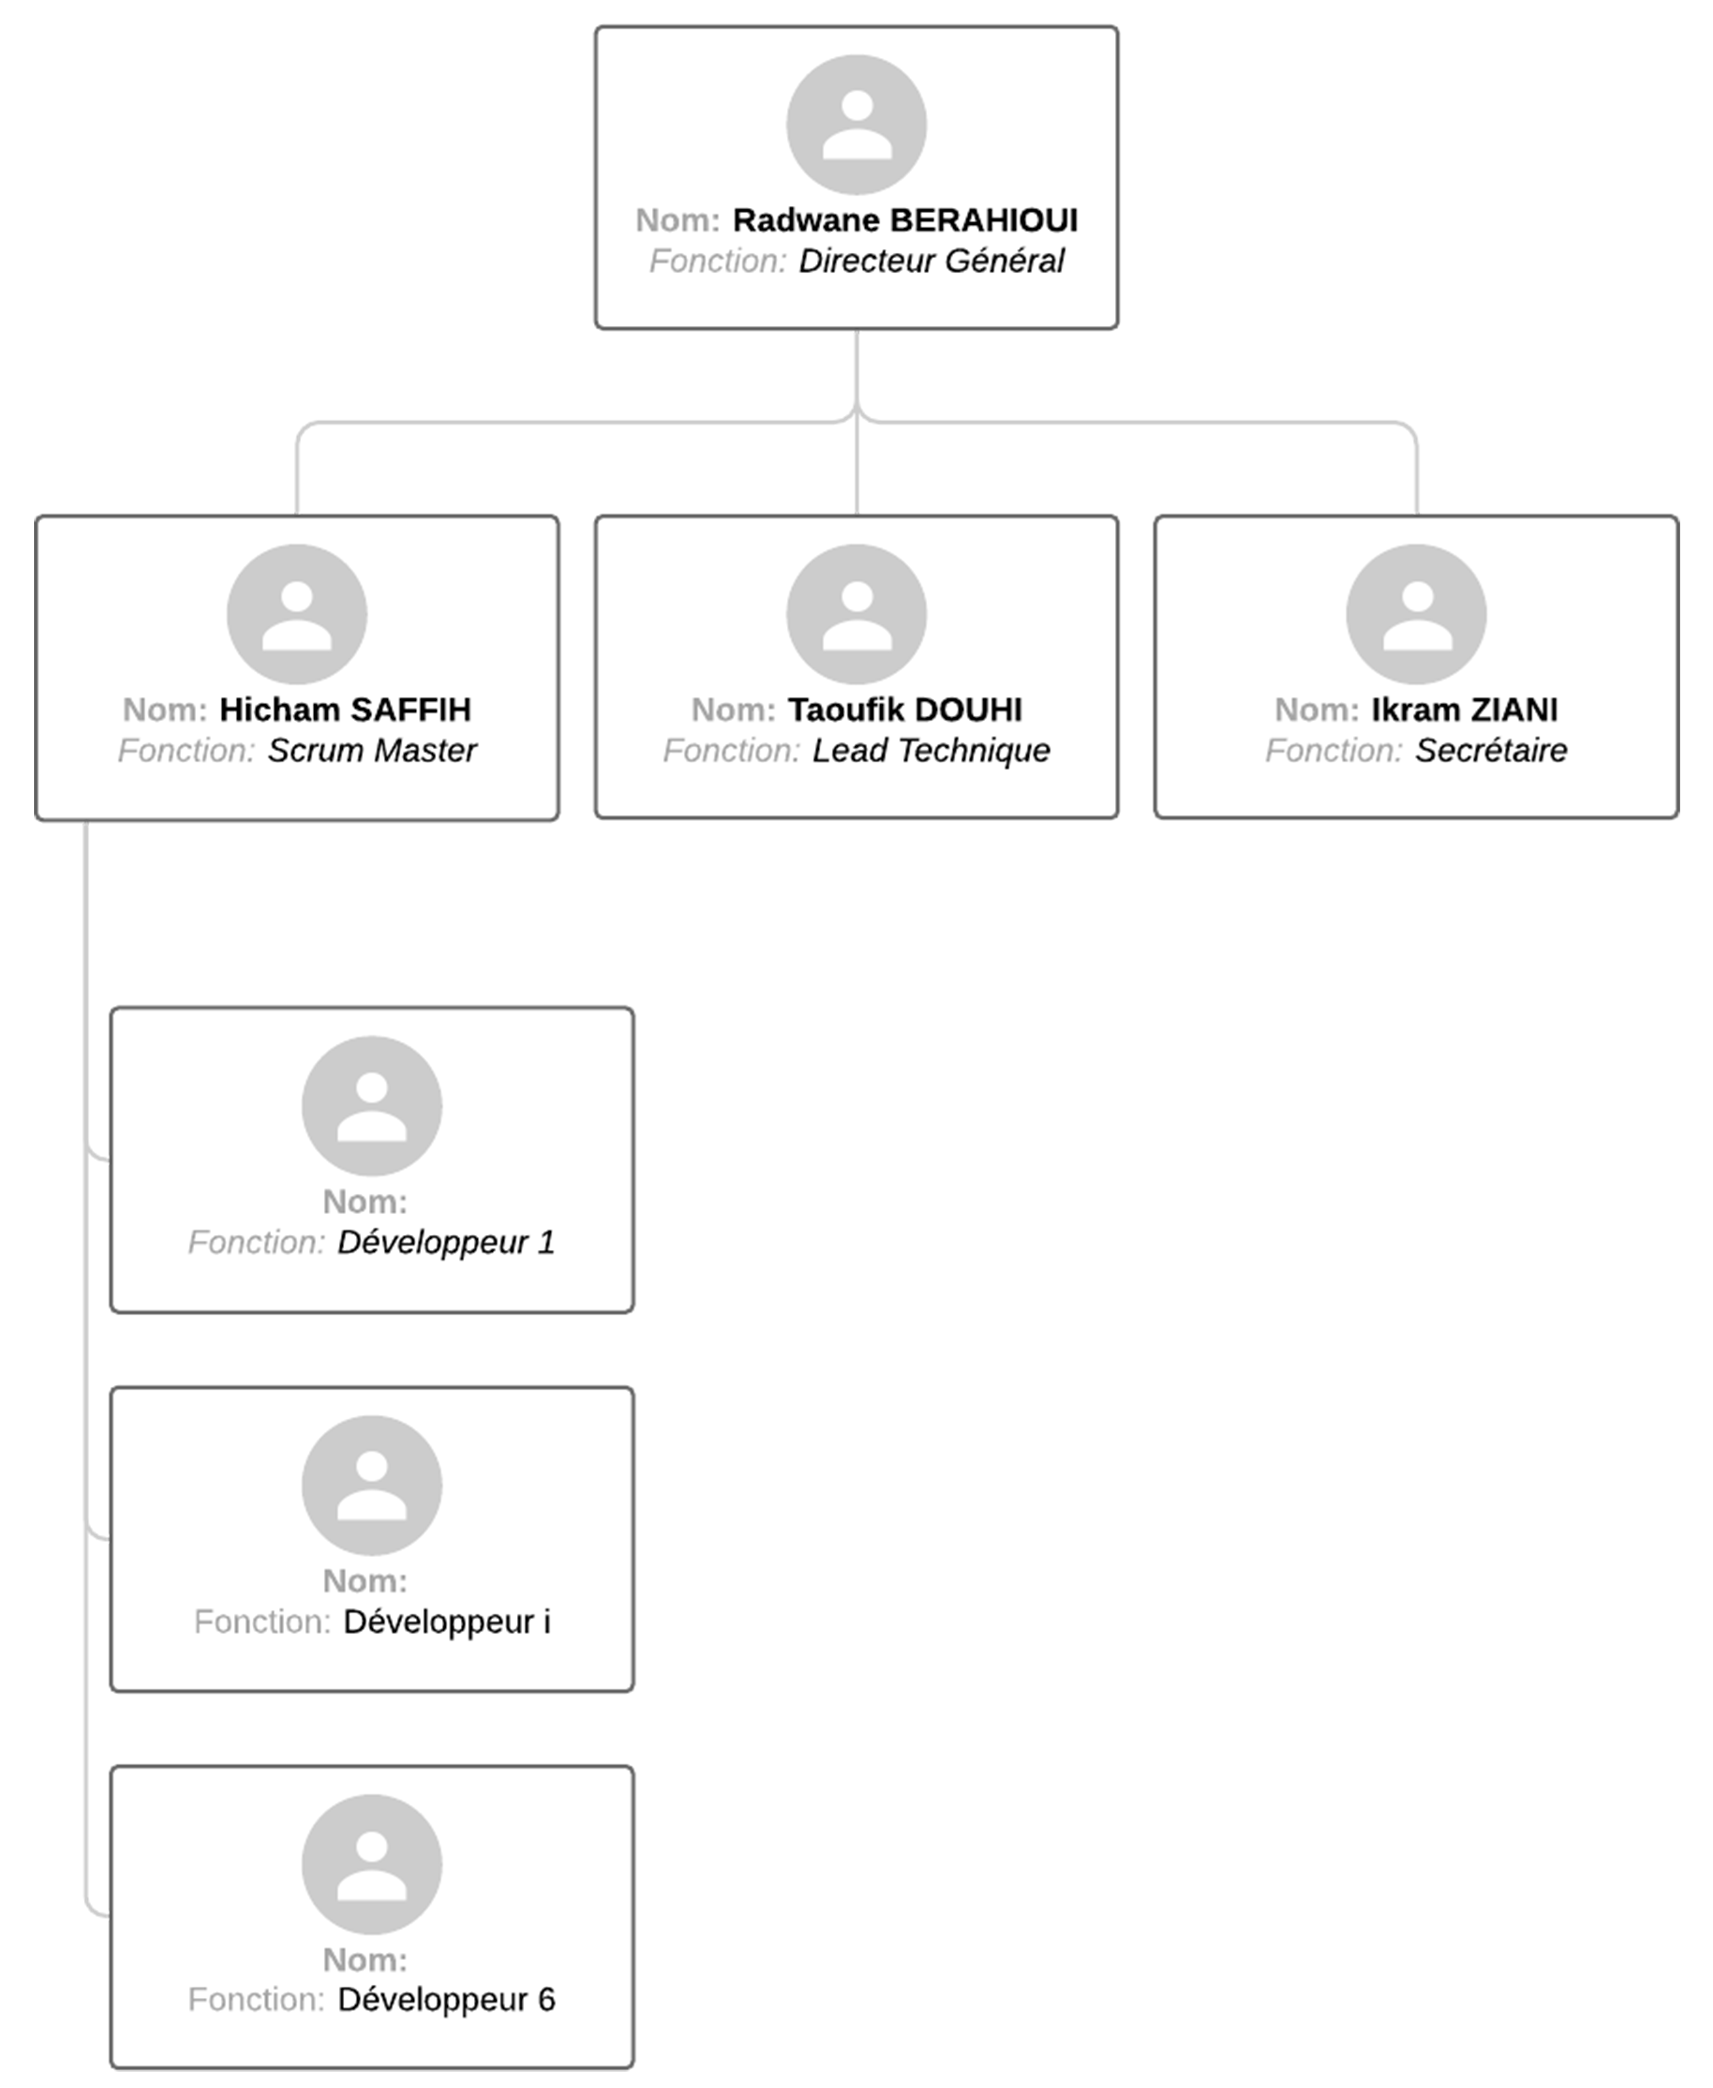 Nom: Radwane BERAHIOUI
Fonction: Directeur Général
Nom: Hicham SAFFIH
Fonction: Scrum Master
Nom: Taoufik DOUHI
Fonction: Lead Technique
Nom: Ikram ZIANI
Fonction: Secrétaire
Nom:
Fonction: Développeur 1
Nom:
Fonction: Développeur i
Nom:
Fonction: Développeur 6